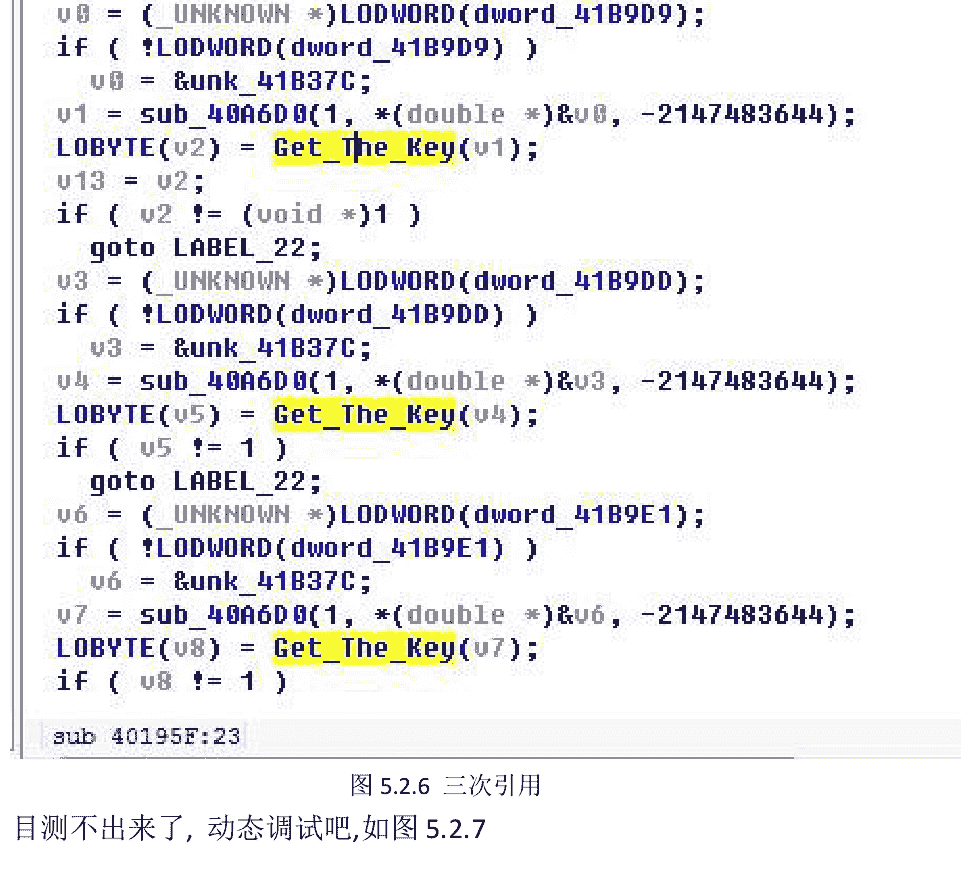 v0 = (_UNKNOWN *)LODWORD(dword_41B9D9);
if ( !LODWORD(dword_41B9D9) )
v0 = &unk_41B37C;
v1 = sub_40A6D0(1, *(double *)&v0, -2147483644);
LOBYTE(v2) = Get_The_Key(v1);
v13 = v2;
if ( v2 != (void *)1 )
goto LABEL_22;
v3 = (_UNKNOWN *)LODWORD(dword_41B9DD);
if ( !LODWORD(dword_41B9DD) )
v3 = &unk_41B37C;
v4 = sub_40A6D0(1, *(double *)&v3, -2147483644);
LOBYTE(v5) = Get_The_Key(v4);
if ( v5 != 1 )
goto LABEL_22;
v6 = (_UNKNOWN *)LODWORD(dword_41B9E1);
if ( !LODWORD(dword_41B9E1) )
v6 = &unk_41B37C;
v7 = sub_40A6D0(1, *(double *)&v6, -2147483644);
LOBYTE(v8) = Get_The_Key(v7);
if ( v8 != 1 )
sub 40195F:23
图 5.2.6 三次引用
目测不出来了, 动态调试吧,如图 5.2.7